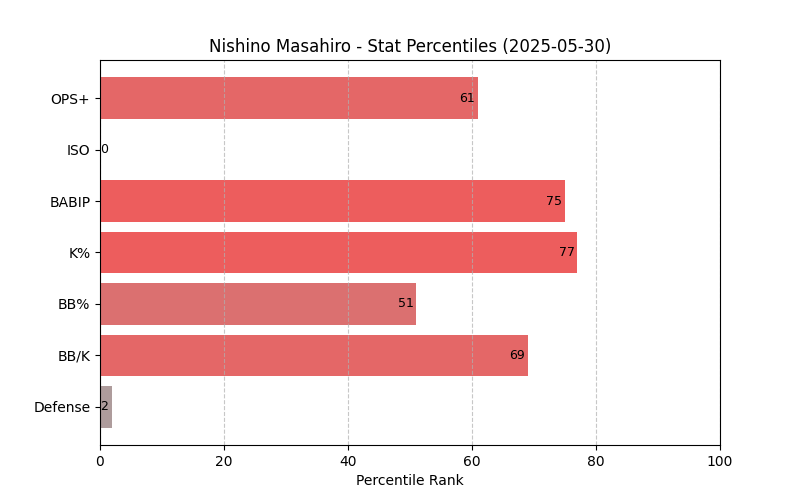 Nishino Masahiro - Stat Percentiles (2025-05-30)
OPS+ 61
ISO 0
BABIP 75
K% 77
BB% 51
BB/K 69
Defense 2
0 20 40 60 80 100
Percentile Rank